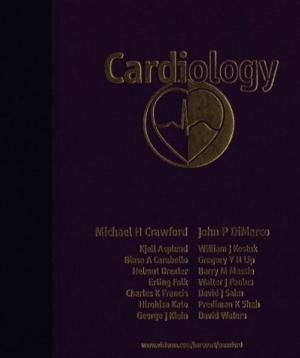 Cardiology
Michael H Crawford John P DiMarco
Kjell Asplund William J Kostuk
Blase A Carabello Gregory Y H Lip
Helmut Drexler Barry M Massie
Erling Falk Walter J Paulus
Charles K Francis David J Sahn
Hirohisa Kato Prediman K Shah
George J Klein David Waters